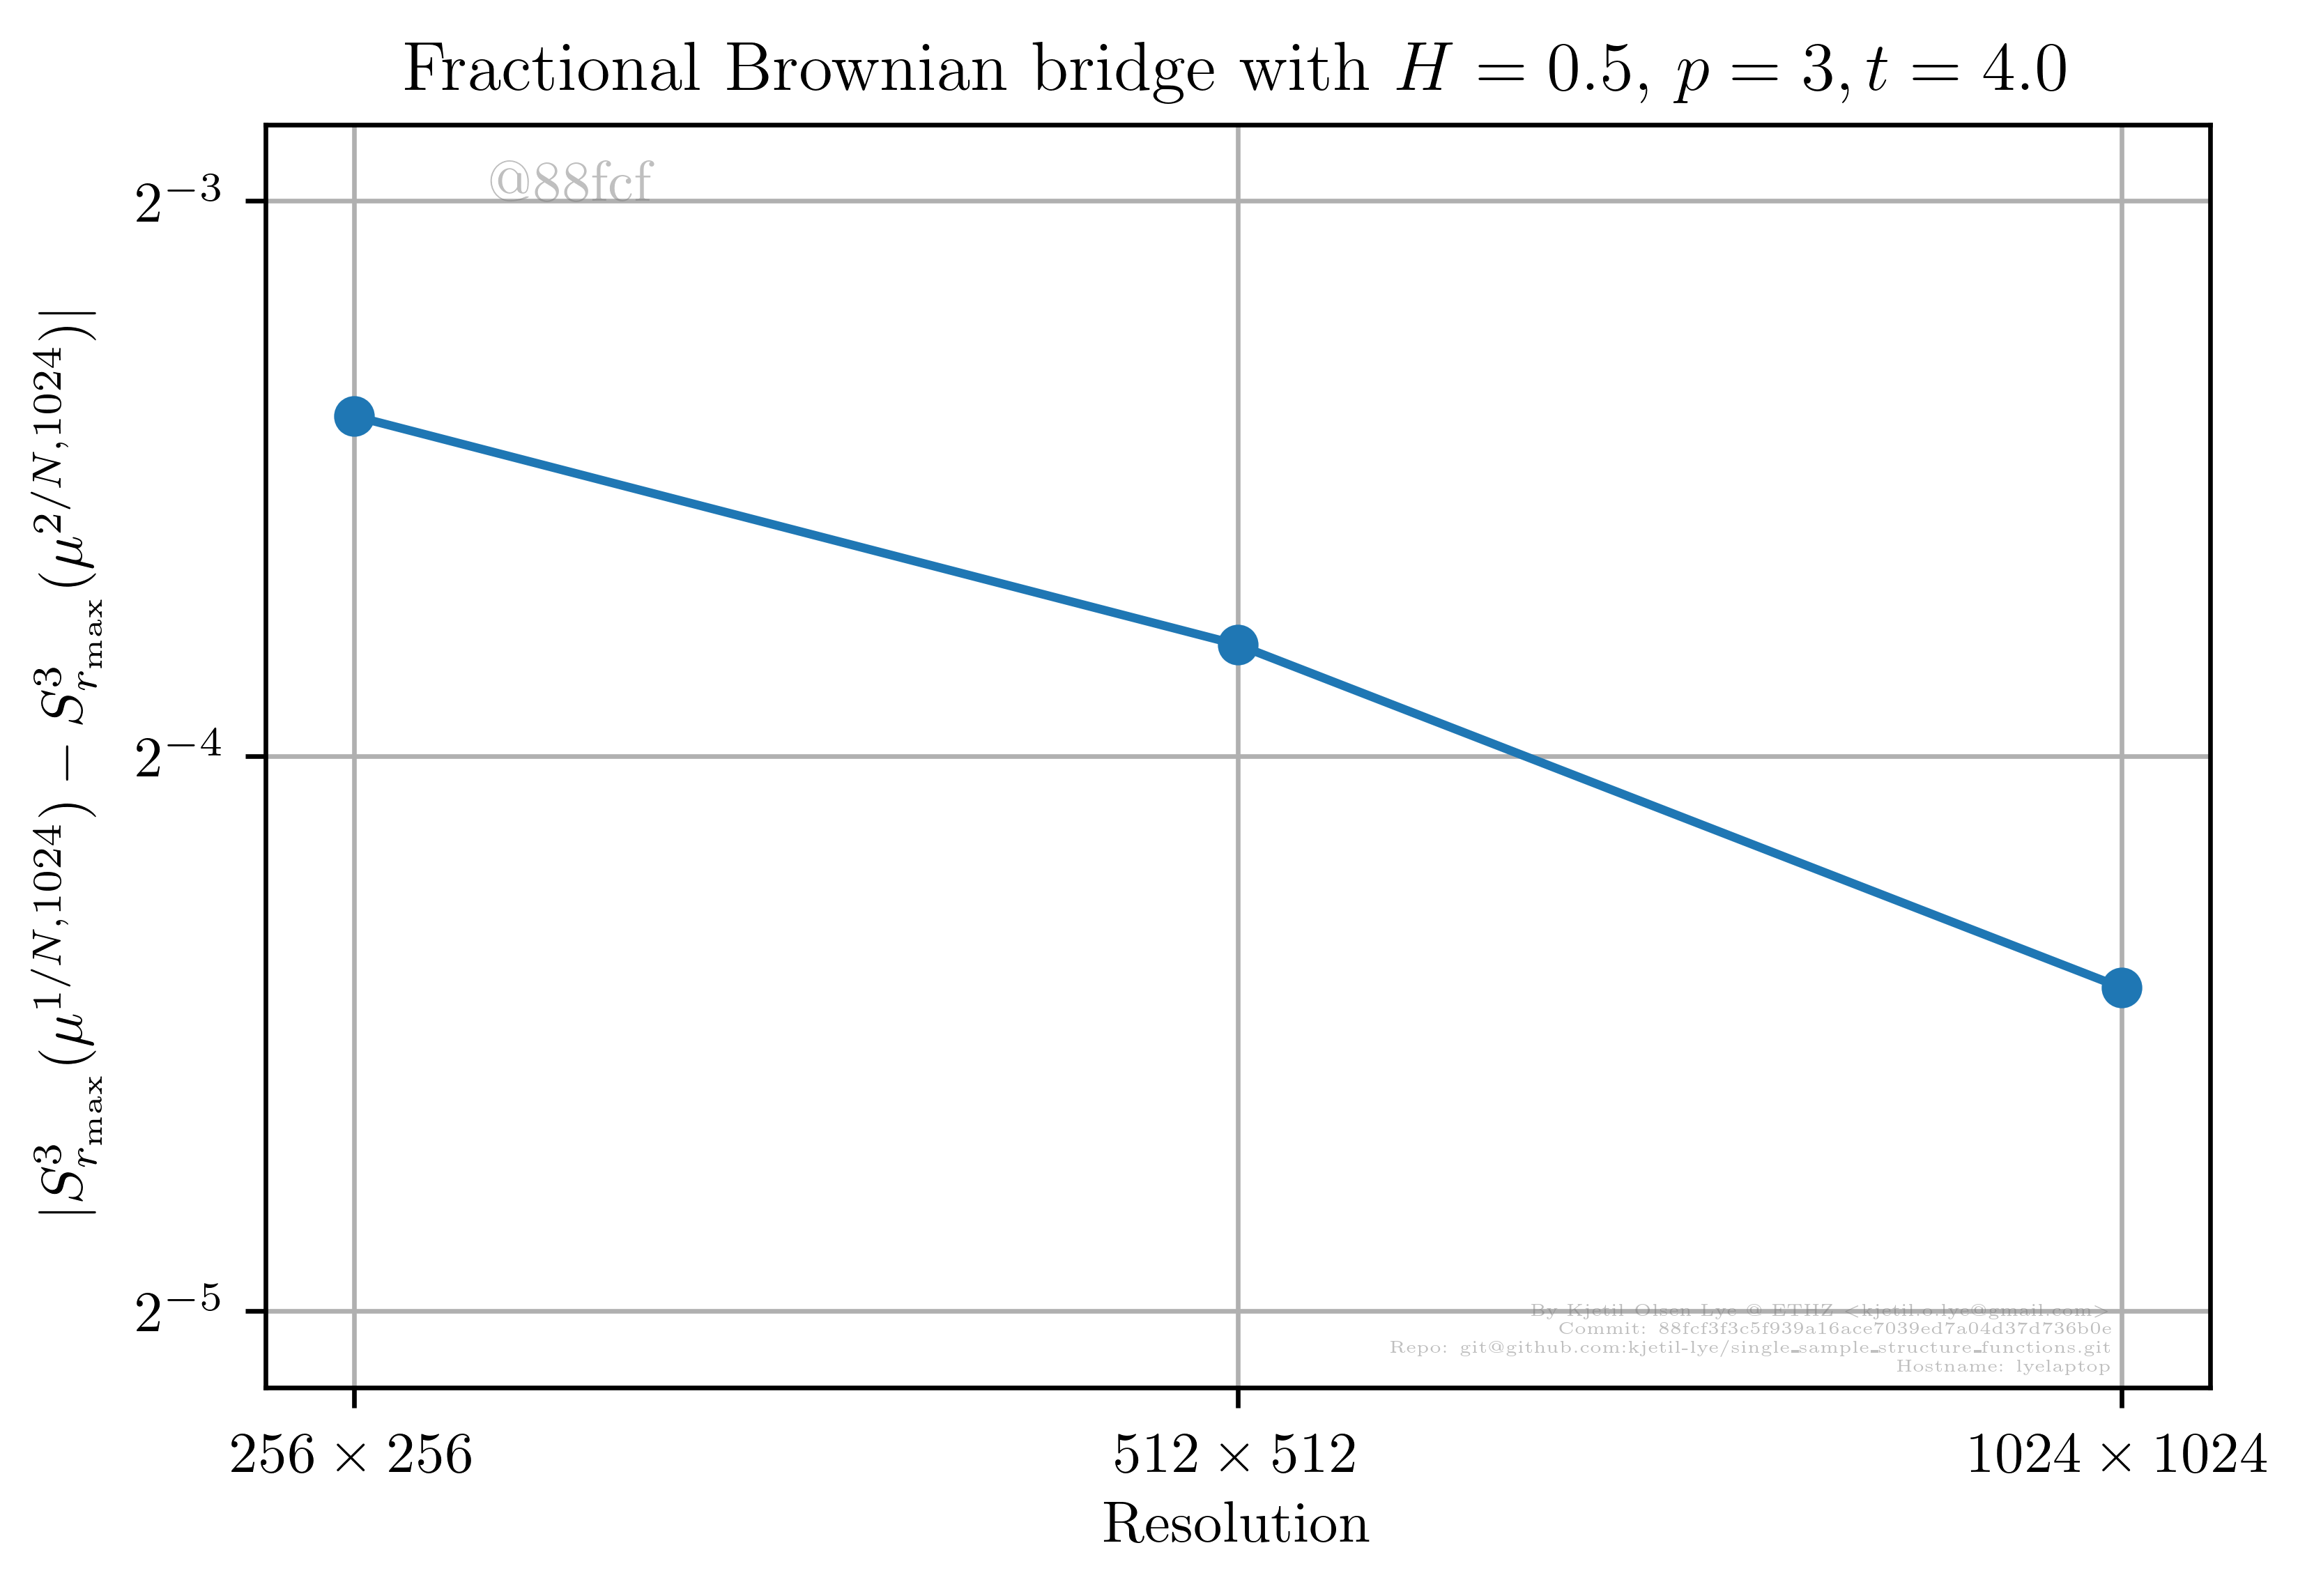 Fractional Brownian bridge with H = 0.5, p = 3, t = 4.0
@88fcf
2^{-3}
2^{-4}
2^{-5}
|S^3_{r_max}(μ^{1/N,1024}) − S^3_{r_max}(μ^{2/N,1024})|
By Kjetil Olsen Lye @ ETHZ <kjetil.o.lye@gmail.com>
Commit: 88fcf3f3c5f939a16ace7039ed7a04d37d736b0e
Repo: git@github.com:kjetil-lye/single_sample_structure_functions.git
Hostname: lyelaptop
256 × 256
512 × 512
1024 × 1024
Resolution